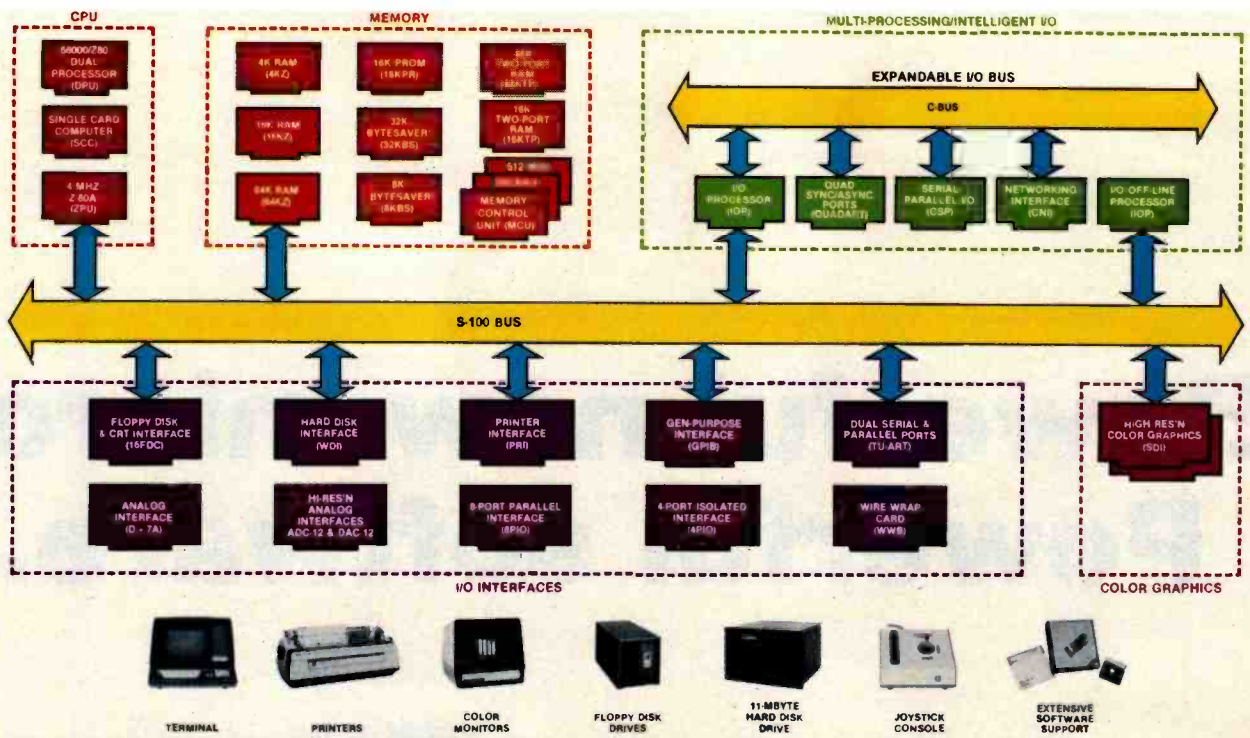 CPU
MEMORY
MULTI-PROCESSING/INTELLIGENT I/O
68000/Z80
DUAL
PROCESSOR
(DPU)
SINGLE CARD
COMPUTER
(SCC)
4 MHZ
Z-80A
(ZPU)
4K RAM
(4KZ)
16K PROM
(16KPR)
TWO-PORT
RAM
16K RAM
(16KZ)
32K
BYTESAVER
(32KBS)
16K
TWO-PORT
RAM
(16KTP)
64K RAM
(64KZ)
8K
BYTESAVER
(8KBS)
512
MEMORY
CONTROL
UNIT (MCU)
EXPANDABLE I/O BUS
C-BUS
I/O
PROCESSOR
(IOP)
QUAD
SYNC/ASYNC
PORTS
(QUADART)
SERIAL
PARALLEL I/O
(CSP)
NETWORKING
INTERFACE
(CNI)
I/O OFF-LINE
PROCESSOR
(IOP)
S-100 BUS
FLOPPY DISK
& CRT INTERFACE
(16FDC)
HARD DISK
INTERFACE
(WDI)
PRINTER
INTERFACE
(PRI)
GEN-PURPOSE
INTERFACE
(GPIB)
DUAL SERIAL &
PARALLEL PORTS
(TU-ART)
HIGH RES'N
COLOR GRAPHICS
(SDI)
ANALOG
INTERFACE
(D + 7A)
HI-RES'N
ANALOG
INTERFACES
ADC-12 & DAC 12
8-PORT PARALLEL
INTERFACE
(8PIO)
4-PORT ISOLATED
INTERFACE
(4PIO)
WIRE WRAP
CARD
(WWB)
I/O INTERFACES
COLOR GRAPHICS
TERMINAL
PRINTERS
COLOR
MONITORS
FLOPPY DISK
DRIVES
11-MBYTE
HARD DISK
DRIVE
JOYSTICK
CONSOLE
EXTENSIVE
SOFTWARE
SUPPORT